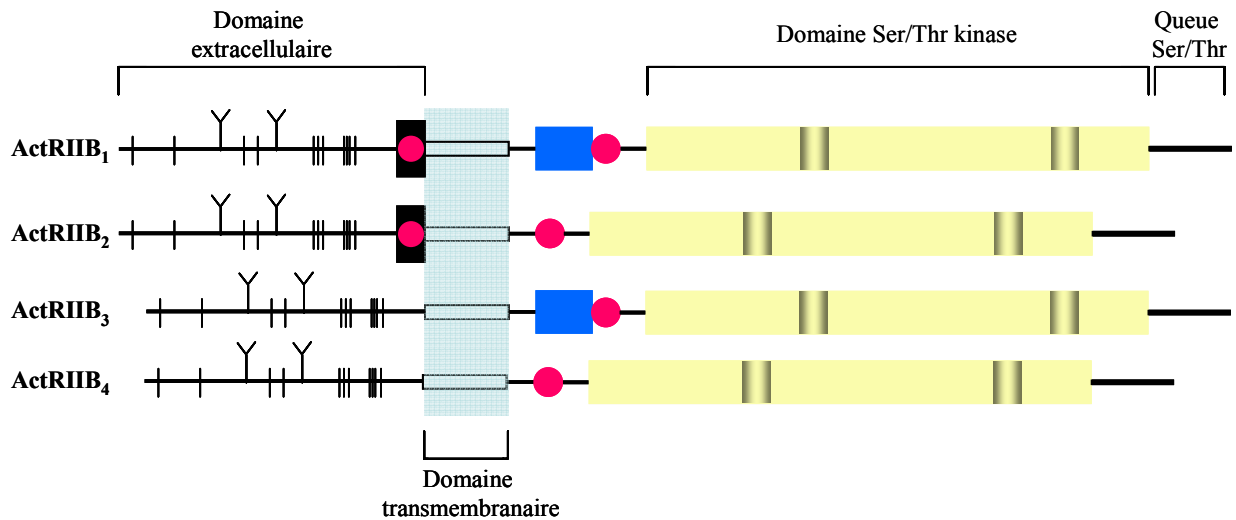 Domaine
extracellulaire
Domaine Ser/Thr kinase
Queue
Ser/Thr
ActRIIB1
ActRIIB2
ActRIIB3
ActRIIB4
Domaine
transmembranaire